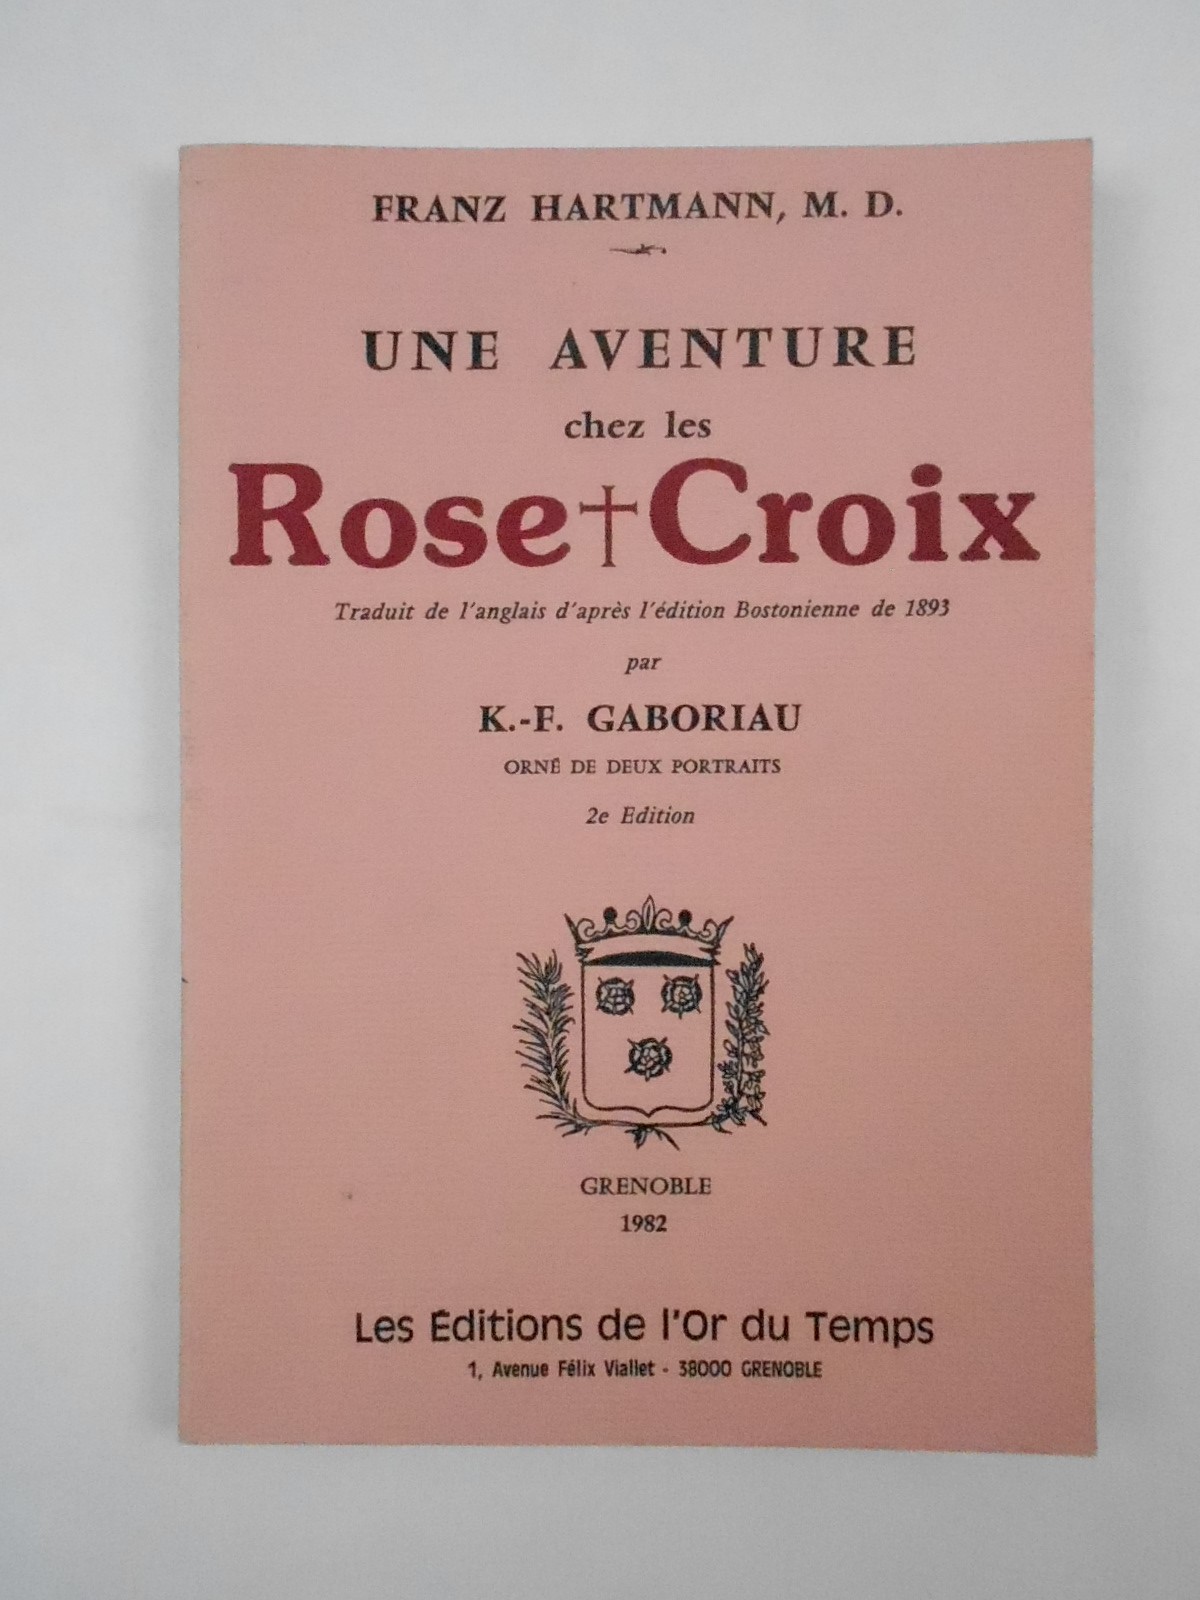 FRANZ HARTMANN, M. D.
UNE AVENTURE
chez les
Rose†Croix
Traduit de l'anglais d'après l'édition Bostonienne de 1893
par
K.-F. GABORIAU
ORNÉ DE DEUX PORTRAITS
2e Edition
GRENOBLE
1982
Les Éditions de l'Or du Temps
1, Avenue Félix Viallet - 38000 GRENOBLE